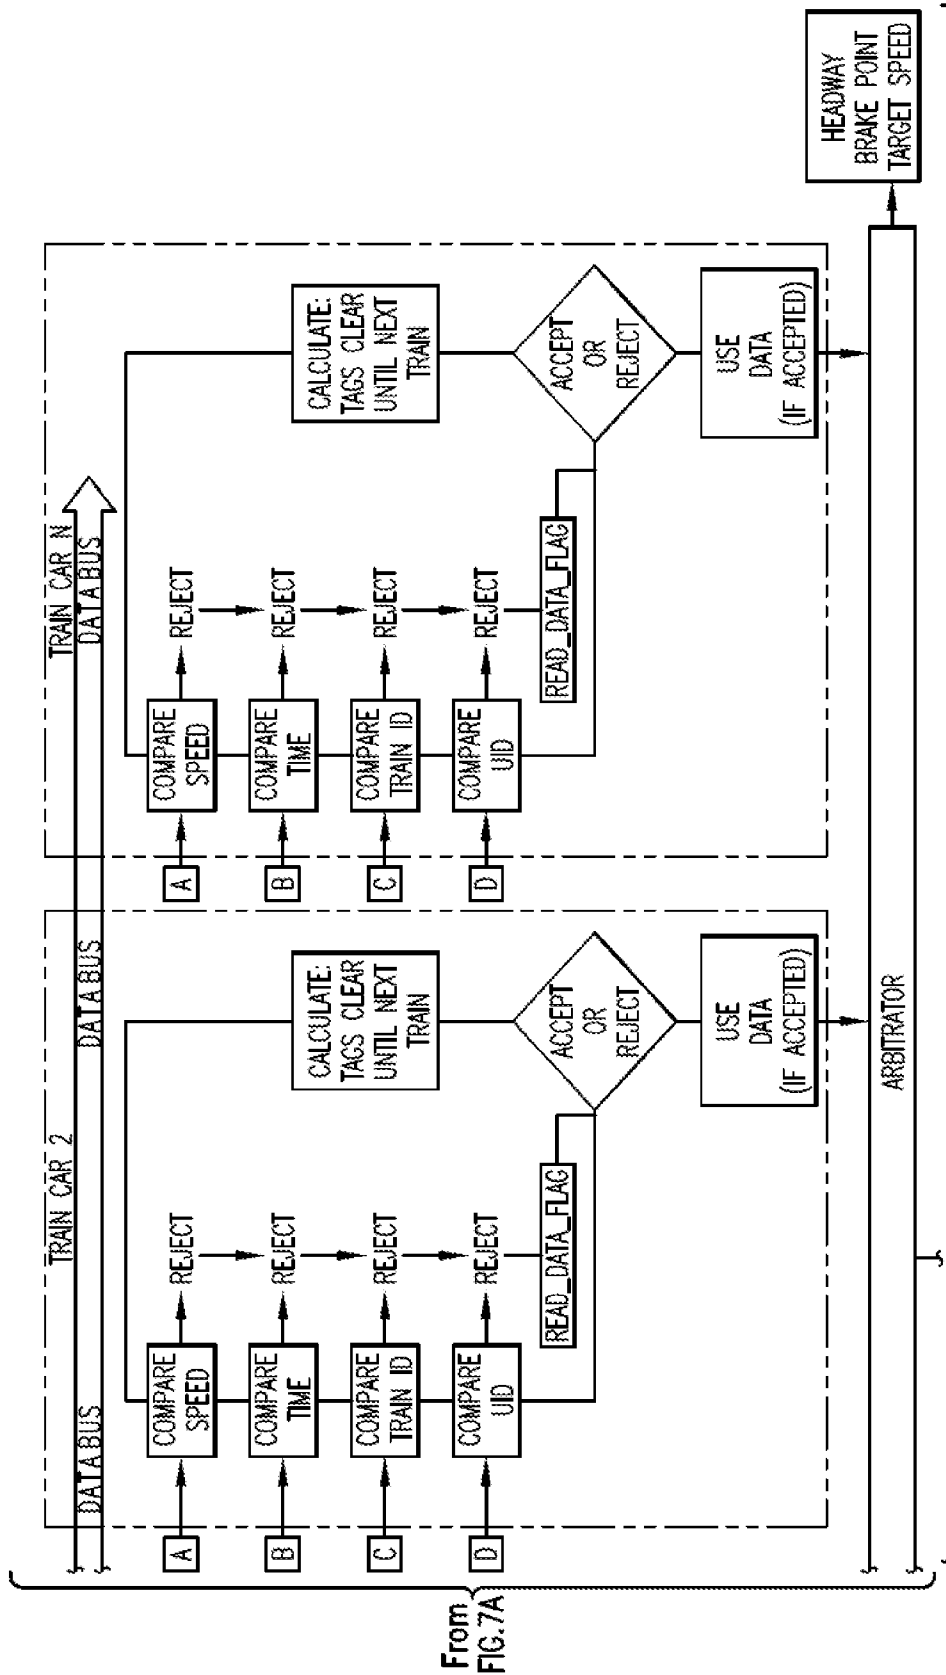 From
FIG. 7A
TRAIN CAR 2
DATA BUS
DATA BUS
A
COMPARE
SPEED
REJECT
B
COMPARE
TIME
REJECT
C
COMPARE
TRAIN ID
REJECT
D
COMPARE
UID
REJECT
READ_DATA_FLAG
CALCULATE:
TAGS CLEAR
UNTIL NEXT
TRAIN
ACCEPT
OR
REJECT
USE
DATA
(IF ACCEPTED)
TRAIN CAR N
DATA BUS
A
COMPARE
SPEED
REJECT
B
COMPARE
TIME
REJECT
C
COMPARE
TRAIN ID
REJECT
D
COMPARE
UID
REJECT
READ_DATA_FLAG
CALCULATE:
TAGS CLEAR
UNTIL NEXT
TRAIN
ACCEPT
OR
REJECT
USE
DATA
(IF ACCEPTED)
ARBITRATOR
HEADWAY
BRAKE POINT
TARGET SPEED